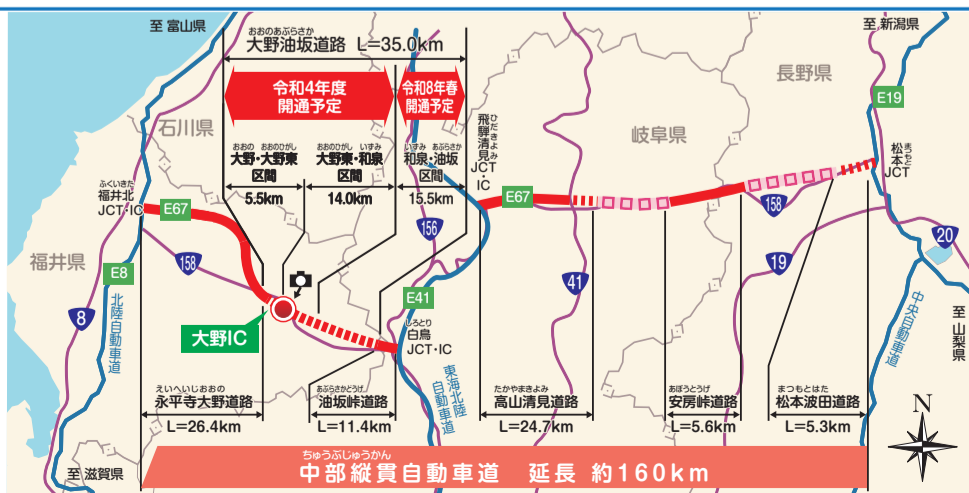 至 富山県
至 新潟県
おおのあぶらさか
大野油坂道路 L=35.0km
令和4年度
開通予定
令和8年春
開通予定
石川県
長野県
岐阜県
E19
ひだきよみ
飛騨清見
JCT・IC
まつもと
松本
JCT
おおの おおのひがし
大野・大野東
区間
5.5km
おおのひがし いずみ
大野東・和泉
区間
14.0km
いずみ あぶらさか
和泉・油坂
区間
15.5km
ふくいきた
福井北
JCT・IC
E67
E67
158
158
156
福井県
E8
8
北陸自動車道
大野IC
E41
しろとり
白鳥
JCT・IC
41
19
20
東海北陸
自動車道
中央自動車道
至 山梨県
えいへいじおおの
永平寺大野道路
L=26.4km
あぶらさかとうげ
油坂峠道路
L=11.4km
たかやまきよみ
高山清見道路
L=24.7km
あぼうとうげ
安房峠道路
L=5.6km
まつもとはた
松本波田道路
L=5.3km
N
至 滋賀県
ちゅうぶじゅうかん
中部縦貫自動車道 延長 約160km